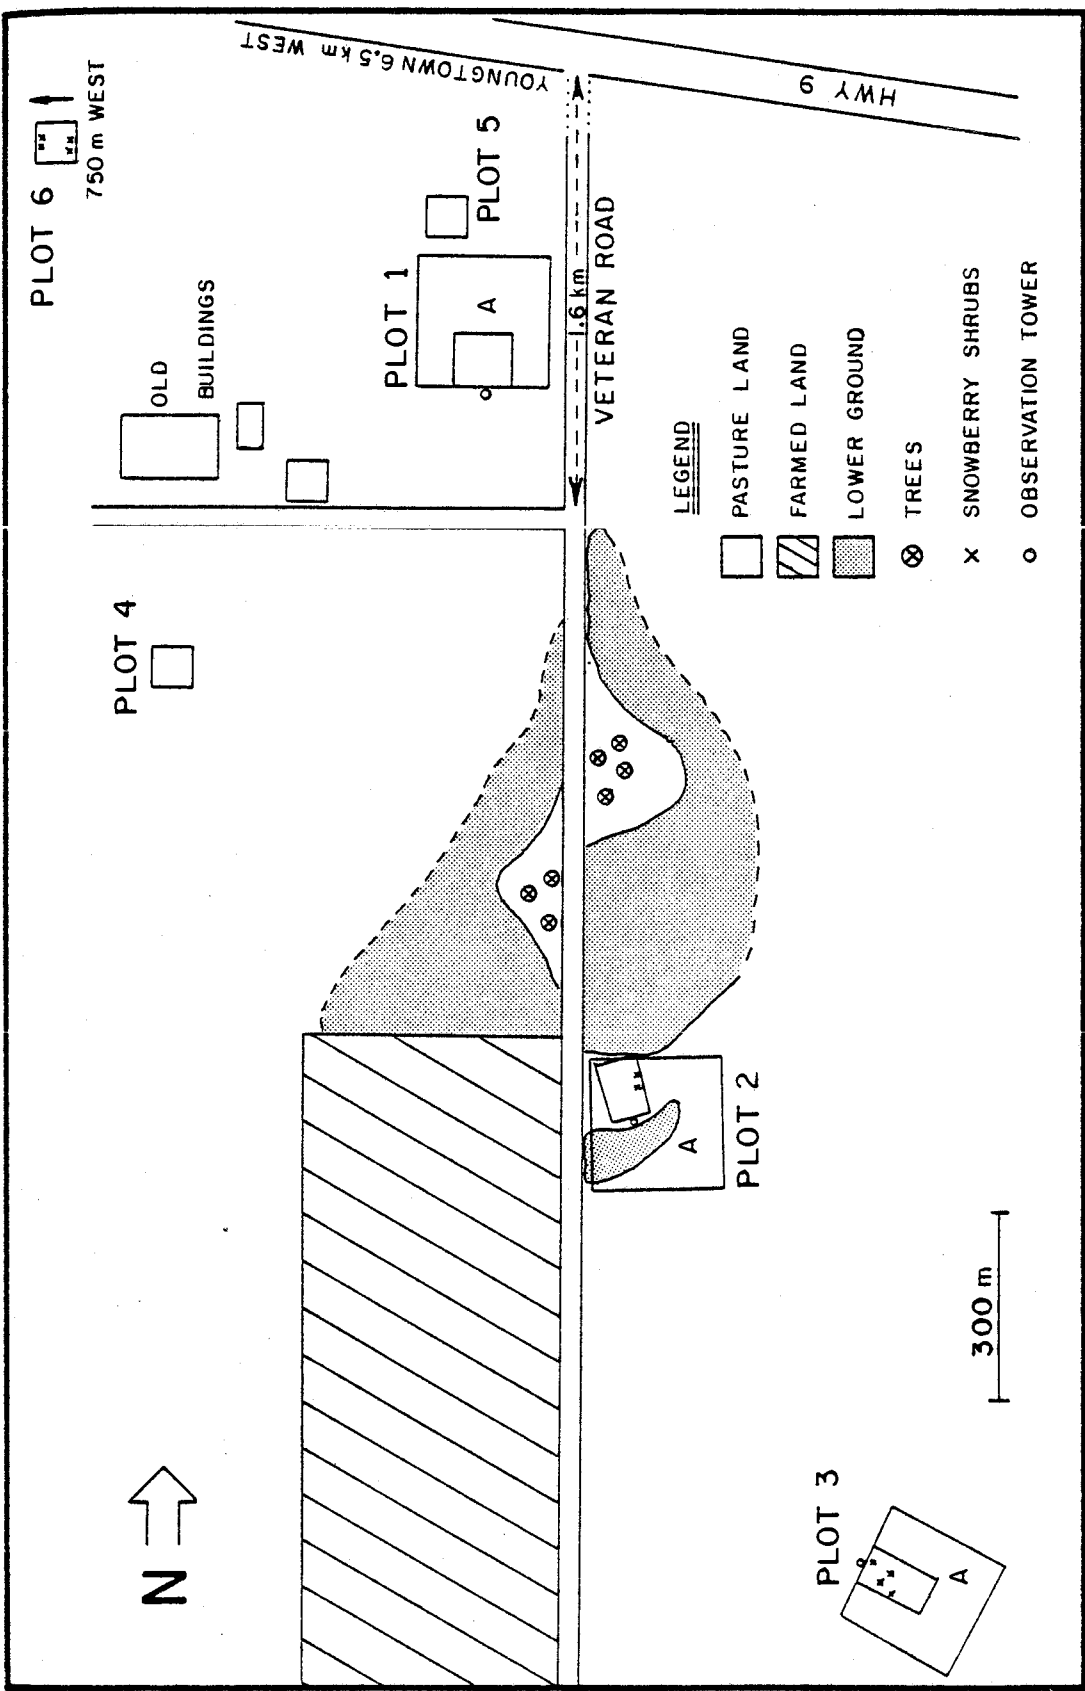 PLOT 6
750 m WEST
YOUNGTOWN 6.5 km WEST
HWY 9
OLD
BUILDINGS
PLOT 1
A
PLOT 5
1.6 km
VETERAN ROAD
PLOT 4
LEGEND
PASTURE LAND
FARMED LAND
LOWER GROUND
TREES
x SNOWBERRY SHRUBS
o OBSERVATION TOWER
A
PLOT 2
N
300 m
PLOT 3
A